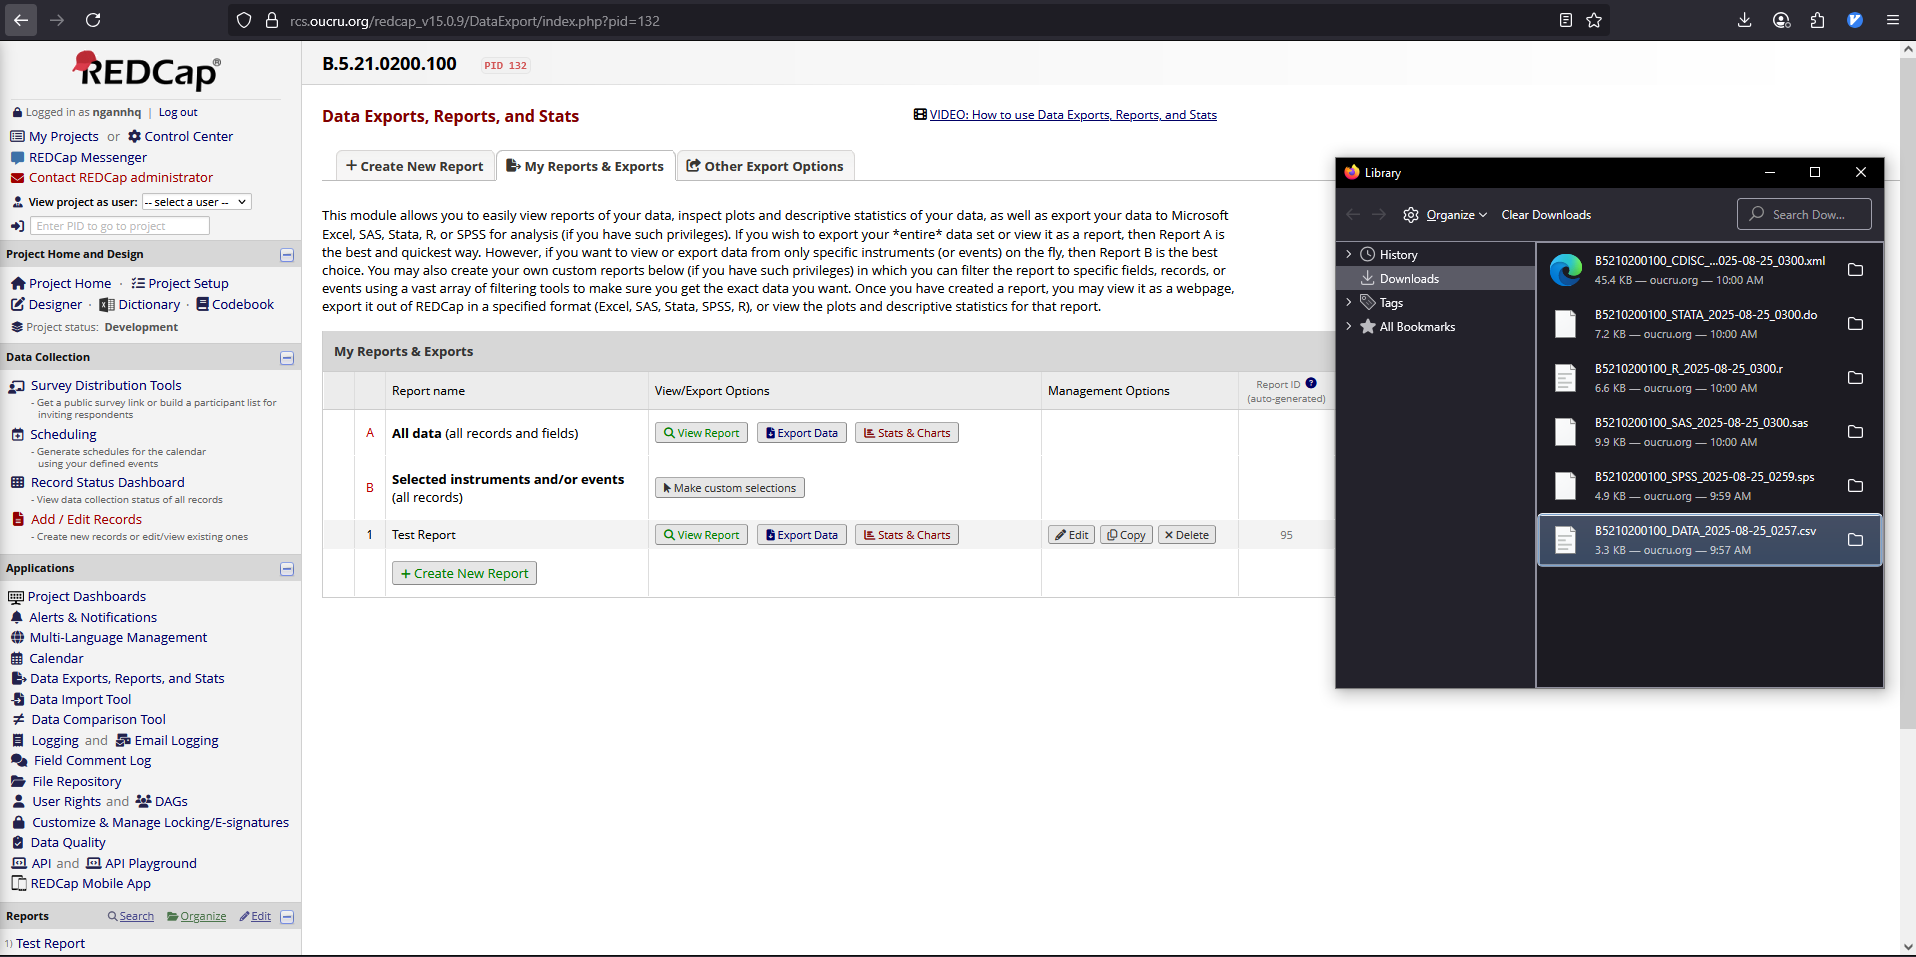 rcs.oucru.org/redcap_v15.0.9/DataExport/index.php?pid=132
REDCap®
Logged in as ngannhq | Log out
My Projects or Control Center
REDCap Messenger
Contact REDCap administrator
View project as user: -- select a user --
Enter PID to go to project
Project Home and Design
Project Home · Project Setup
Designer · Dictionary · Codebook
Project status: Development
Data Collection
Survey Distribution Tools
- Get a public survey link or build a participant list for
inviting respondents
Scheduling
- Generate schedules for the calendar
using your defined events
Record Status Dashboard
- View data collection status of all records
Add / Edit Records
- Create new records or edit/view existing ones
Applications
Project Dashboards
Alerts & Notifications
Multi-Language Management
Calendar
Data Exports, Reports, and Stats
Data Import Tool
Data Comparison Tool
Logging and Email Logging
Field Comment Log
File Repository
User Rights and DAGs
Customize & Manage Locking/E-signatures
Data Quality
API and API Playground
REDCap Mobile App
Reports Search Organize Edit
1) Test Report
B.5.21.0200.100 PID 132
Data Exports, Reports, and Stats
VIDEO: How to use Data Exports, Reports, and Stats
+ Create New Report My Reports & Exports Other Export Options
This module allows you to easily view reports of your data, inspect plots and descriptive statistics of your data, as well as export your data to Microsoft
Excel, SAS, Stata, R, or SPSS for analysis (if you have such privileges). If you wish to export your *entire* data set or view it as a report, then Report A is
the best and quickest way. However, if you want to view or export data from only specific instruments (or events) on the fly, then Report B is the best
choice. You may also create your own custom reports below (if you have such privileges) in which you can filter the report to specific fields, records, or
events using a vast array of filtering tools to make sure you get the exact data you want. Once you have created a report, you may view it as a webpage,
export it out of REDCap in a specified format (Excel, SAS, Stata, SPSS, R), or view the plots and descriptive statistics for that report.
My Reports & Exports
Report name View/Export Options Management Options Report ID ?
(auto-generated)
A All data (all records and fields) View Report Export Data Stats & Charts
B Selected instruments and/or events
(all records) Make custom selections
1 Test Report View Report Export Data Stats & Charts Edit Copy × Delete 95
+ Create New Report
Library
Organize Clear Downloads Search Dow...
History
Downloads
Tags
All Bookmarks
B5210200100_CDISC_...025-08-25_0300.xml
45.4 KB — oucru.org — 10:00 AM
B5210200100_STATA_2025-08-25_0300.do
7.2 KB — oucru.org — 10:00 AM
B5210200100_R_2025-08-25_0300.r
6.6 KB — oucru.org — 10:00 AM
B5210200100_SAS_2025-08-25_0300.sas
9.9 KB — oucru.org — 10:00 AM
B5210200100_SPSS_2025-08-25_0259.sps
4.9 KB — oucru.org — 9:59 AM
B5210200100_DATA_2025-08-25_0257.csv
3.3 KB — oucru.org — 9:57 AM